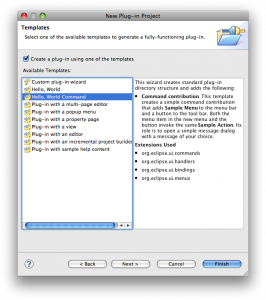 New Plug-in Project
Templates
Select one of the available templates to generate a fully-functioning plug-in.
Create a plug-in using one of the templates
Available Templates:
Custom plug-in wizard
Hello, World
Hello, World Command
Plug-in with a multi-page editor
Plug-in with a popup menu
Plug-in with a property page
Plug-in with a view
Plug-in with an editor
Plug-in with an incremental project builder
Plug-in with sample help content
This wizard creates standard plug-in
directory structure and adds the following:
• Command contribution. This template
creates a simple command contribution
that adds Sample Menu to the menu bar
and a button to the tool bar. Both the
menu item in the new menu and the
button invoke the same Sample Action. Its
role is to open a simple message dialog
with a message of your choice.
Extensions Used
• org.eclipse.ui.commands
• org.eclipse.ui.handlers
• org.eclipse.ui.bindings
• org.eclipse.ui.menus
?
< Back
Next >
Cancel
Finish